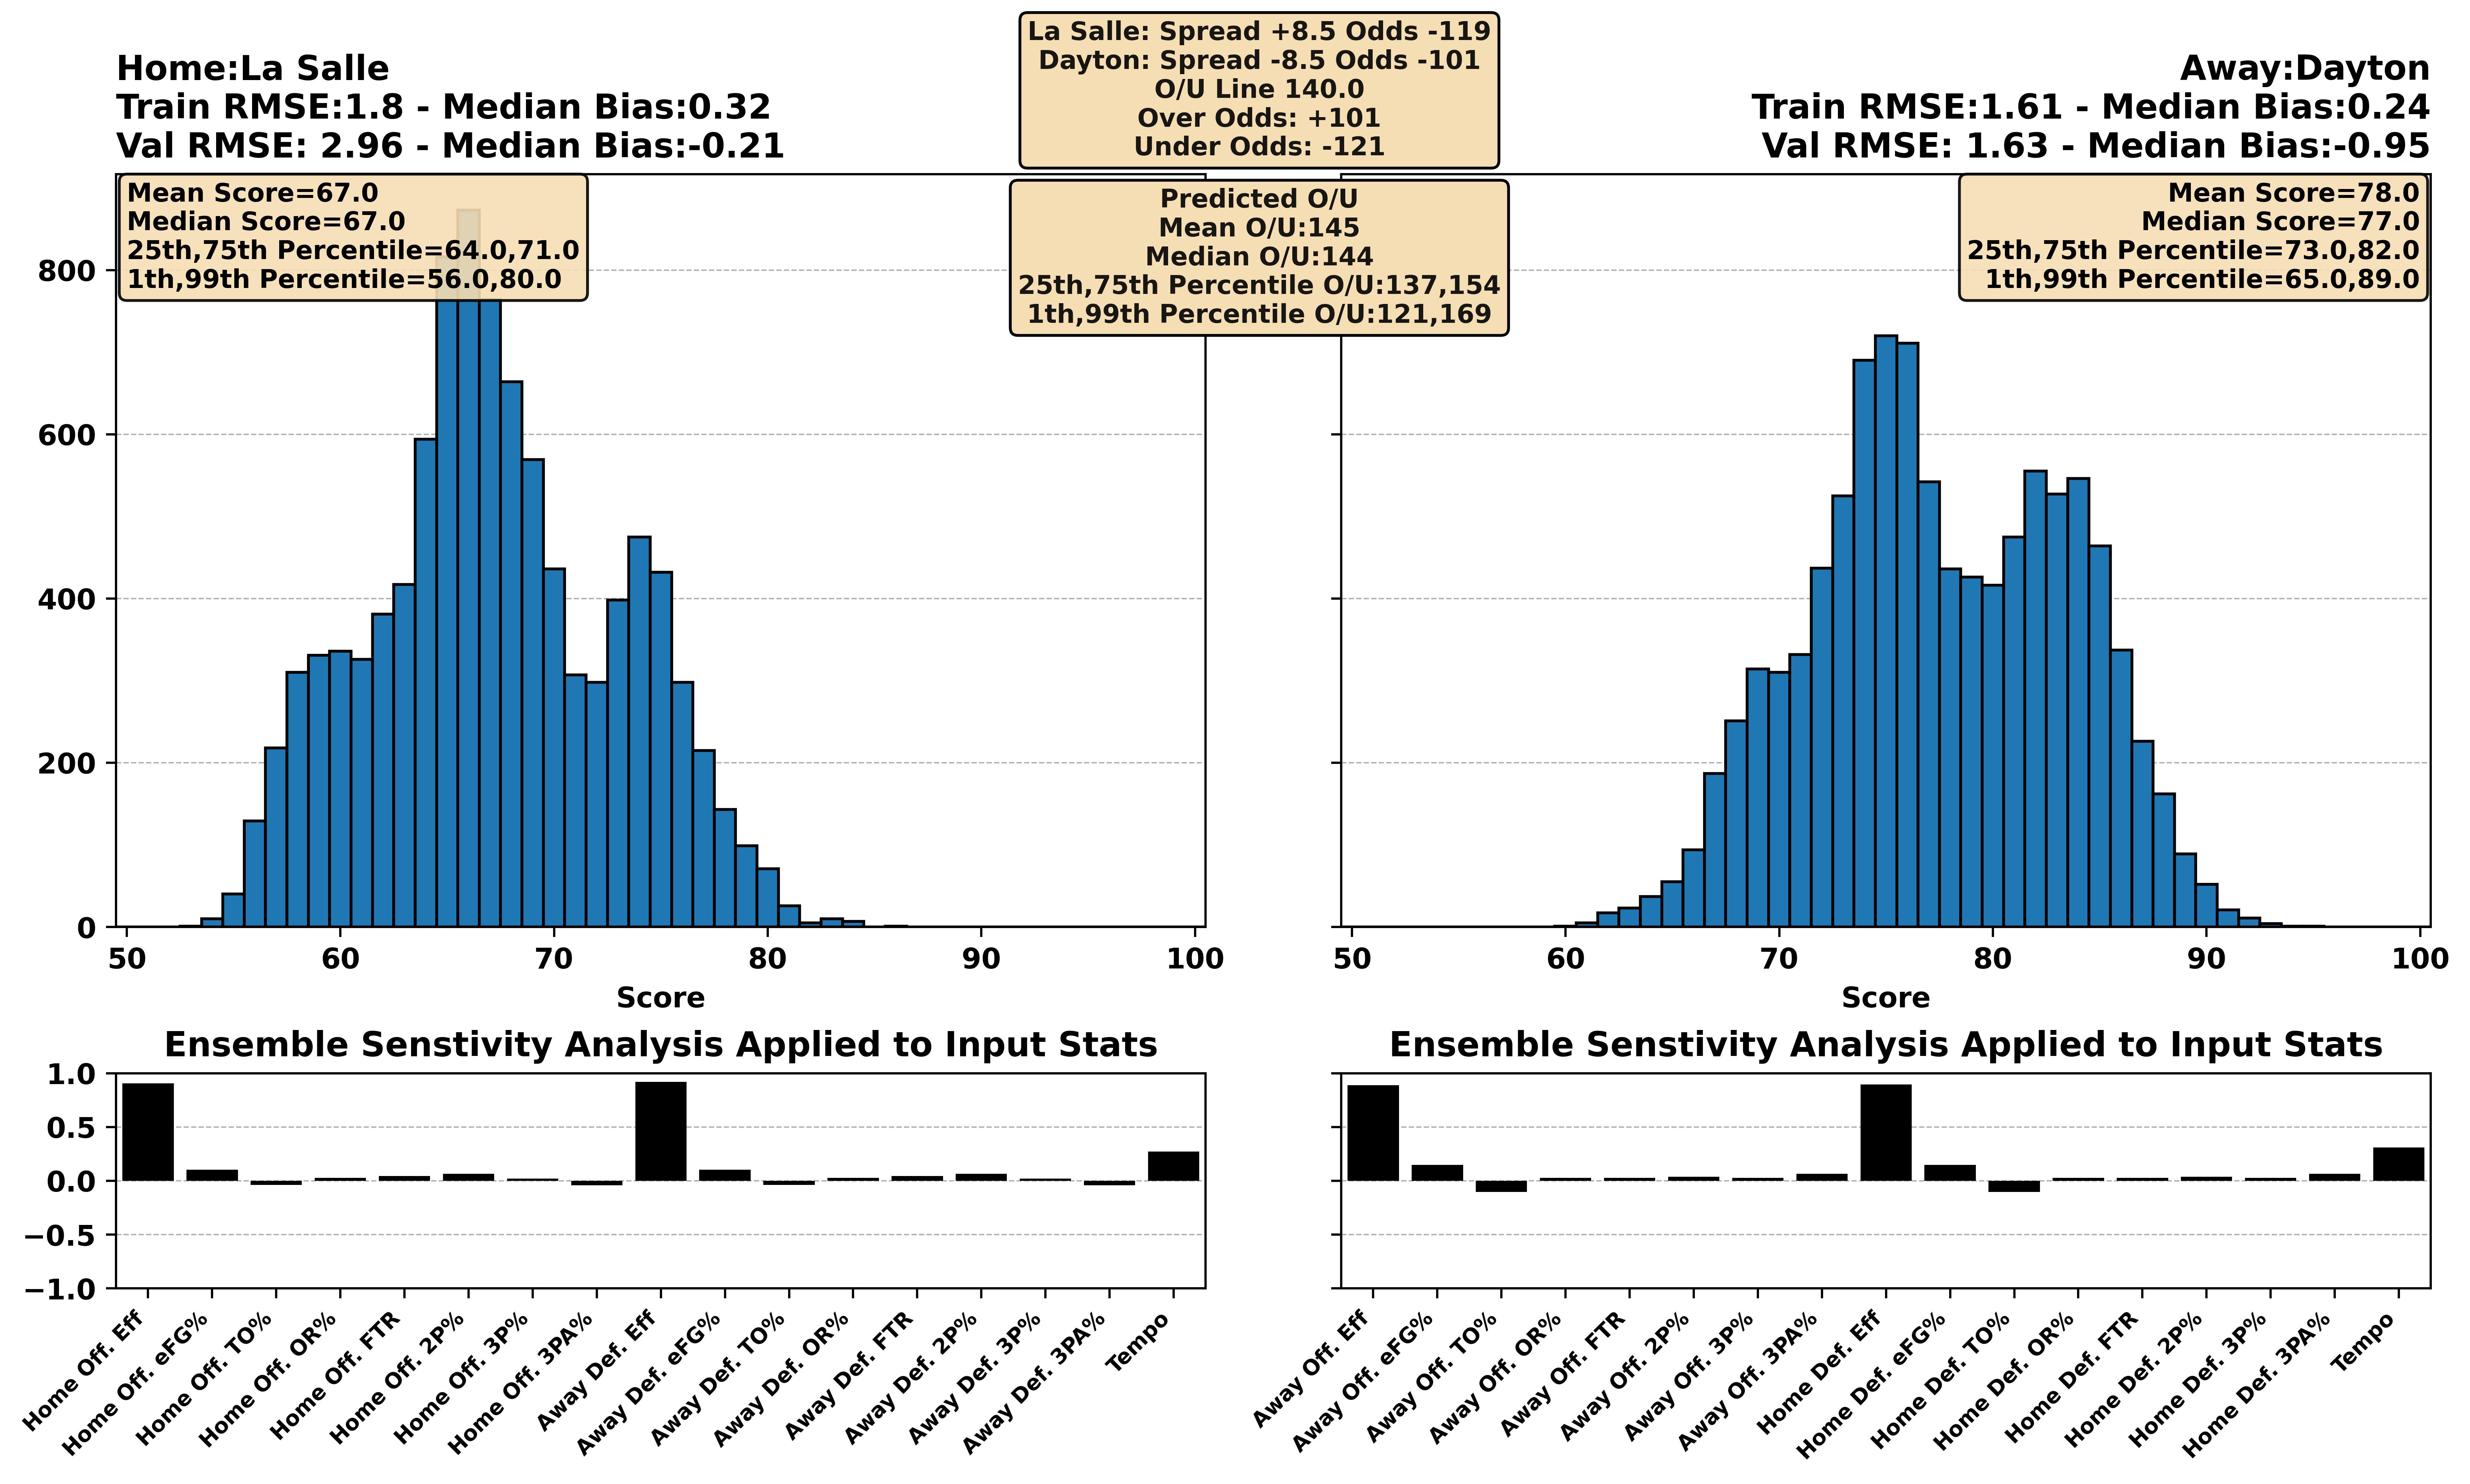 La Salle: Spread +8.5 Odds -119
Dayton: Spread -8.5 Odds -101
O/U Line 140.0
Over Odds: +101
Under Odds: -121
Home:La Salle
Train RMSE:1.8 - Median Bias:0.32
Val RMSE: 2.96 - Median Bias:-0.21
Away:Dayton
Train RMSE:1.61 - Median Bias:0.24
Val RMSE: 1.63 - Median Bias:-0.95
Mean Score=67.0
Median Score=67.0
25th,75th Percentile=64.0,71.0
1th,99th Percentile=56.0,80.0
Predicted O/U
Mean O/U:145
Median O/U:144
25th,75th Percentile O/U:137,154
1th,99th Percentile O/U:121,169
Mean Score=78.0
Median Score=77.0
25th,75th Percentile=73.0,82.0
1th,99th Percentile=65.0,89.0
800
600
400
200
0
50 60 70 80 90 100
Score
50 60 70 80 90 100
Score
Ensemble Senstivity Analysis Applied to Input Stats
1.0
0.5
0.0
−0.5
−1.0
Home Off. Eff
Home Off. eFG%
Home Off. TO%
Home Off. OR%
Home Off. FTR
Home Off. 2P%
Home Off. 3P%
Home Off. 3PA%
Away Def. Eff
Away Def. eFG%
Away Def. TO%
Away Def. OR%
Away Def. FTR
Away Def. 2P%
Away Def. 3P%
Away Def. 3PA%
Tempo
Ensemble Senstivity Analysis Applied to Input Stats
Away Off. Eff
Away Off. eFG%
Away Off. TO%
Away Off. OR%
Away Off. FTR
Away Off. 2P%
Away Off. 3P%
Away Off. 3PA%
Home Def. Eff
Home Def. eFG%
Home Def. TO%
Home Def. OR%
Home Def. FTR
Home Def. 2P%
Home Def. 3P%
Home Def. 3PA%
Tempo